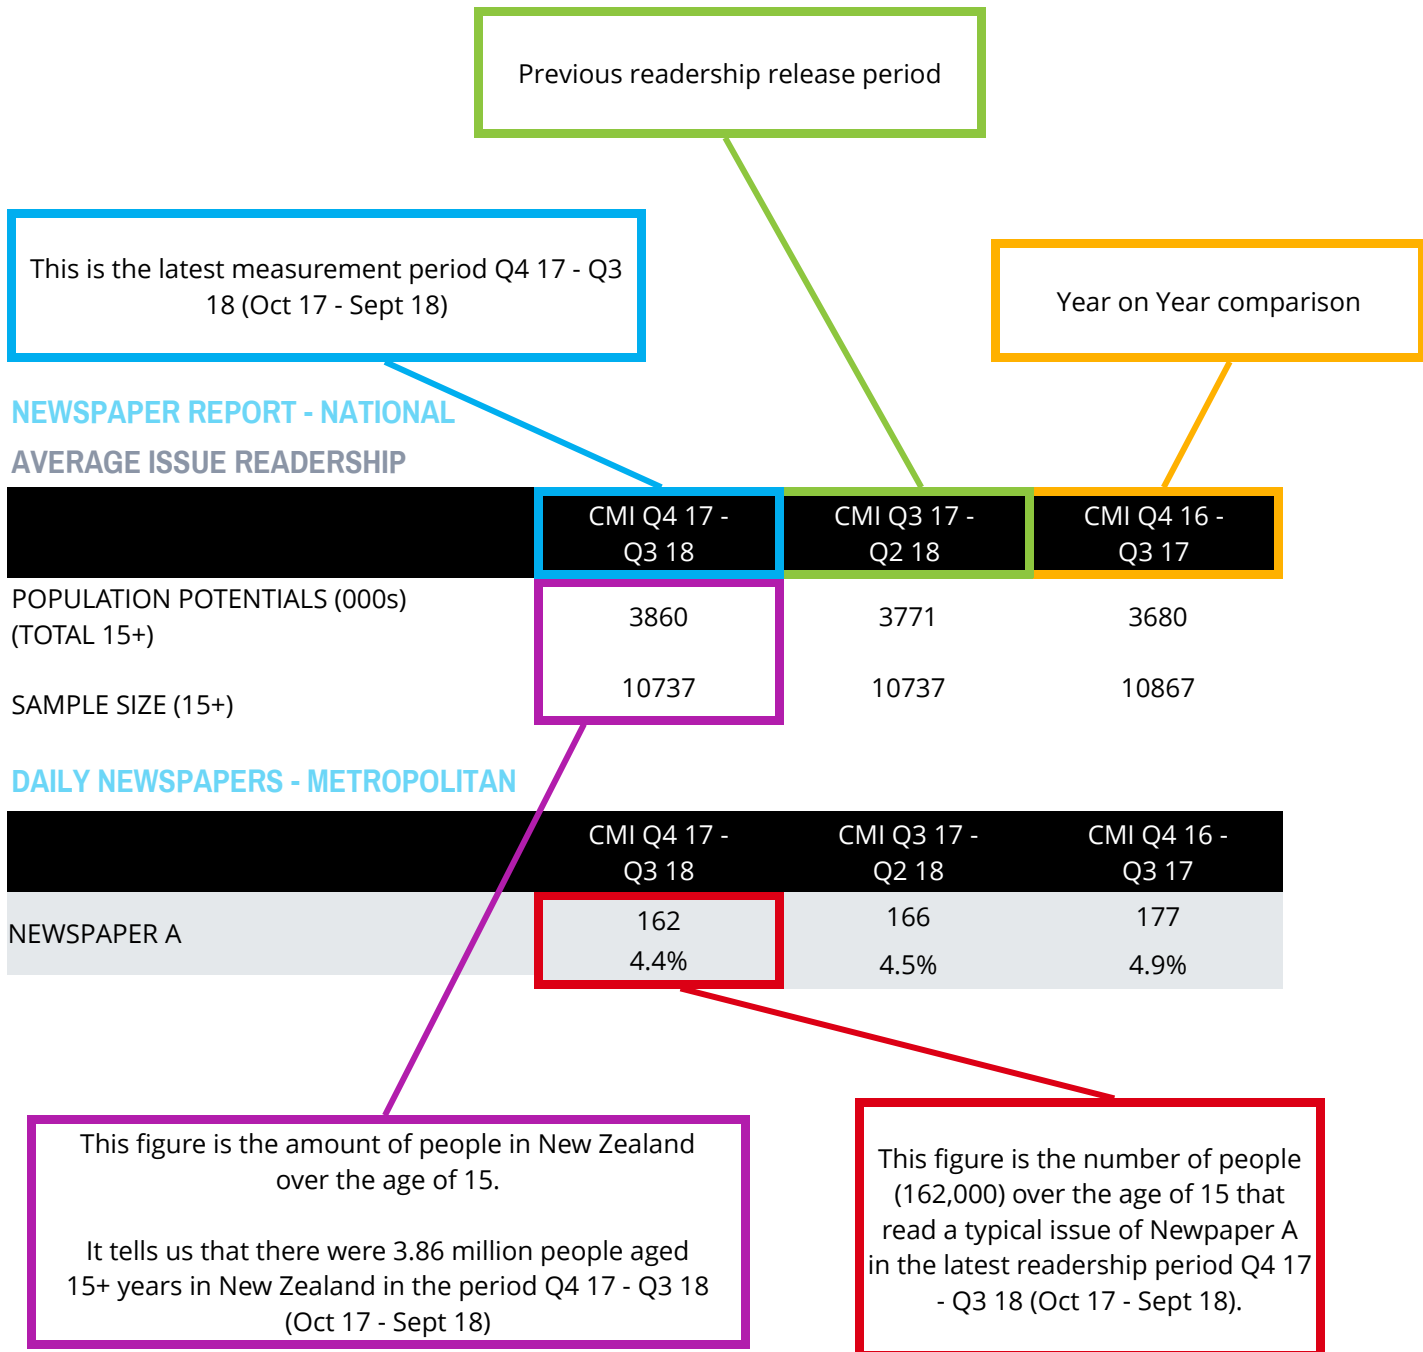 Previous readership release period
This is the latest measurement period Q4 17 - Q3
18 (Oct 17 - Sept 18)
Year on Year comparison
NEWSPAPER REPORT - NATIONAL
AVERAGE ISSUE READERSHIP
CMI Q4 17 -
Q3 18
CMI Q3 17 -
Q2 18
CMI Q4 16 -
Q3 17
POPULATION POTENTIALS (000s)
(TOTAL 15+)
3860
3771
3680
SAMPLE SIZE (15+)
10737
10737
10867
DAILY NEWSPAPERS - METROPOLITAN
CMI Q4 17 -
Q3 18
CMI Q3 17 -
Q2 18
CMI Q4 16 -
Q3 17
NEWSPAPER A
162
166
177
4.4%
4.5%
4.9%
This figure is the amount of people in New Zealand
over the age of 15.
It tells us that there were 3.86 million people aged
15+ years in New Zealand in the period Q4 17 - Q3 18
(Oct 17 - Sept 18)
This figure is the number of people
(162,000) over the age of 15 that
read a typical issue of Newpaper A
in the latest readership period Q4 17
- Q3 18 (Oct 17 - Sept 18).